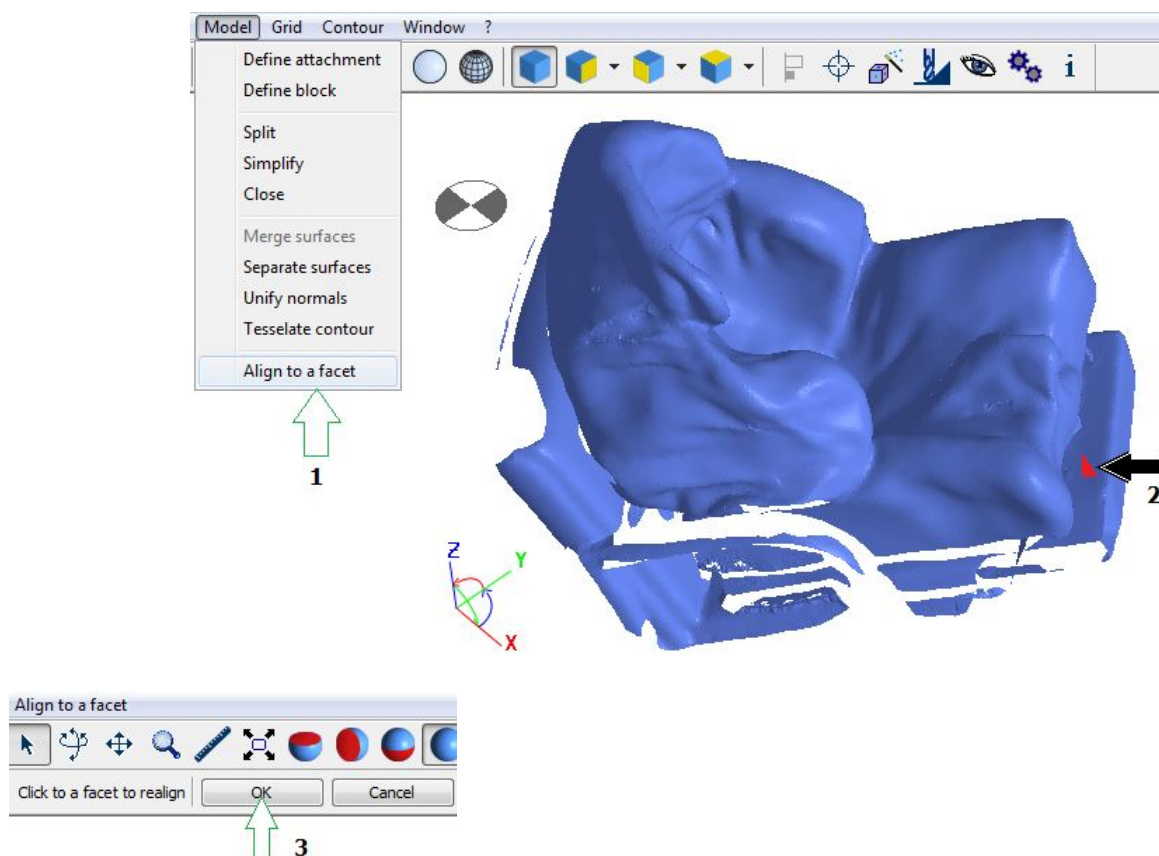 Model Grid Contour Window ?
Define attachment
Define block
Split
Simplify
Close
Merge surfaces
Separate surfaces
Unify normals
Tesselate contour
Align to a facet
1
2
Z
Y
X
Align to a facet
Click to a facet to realign OK Cancel
3